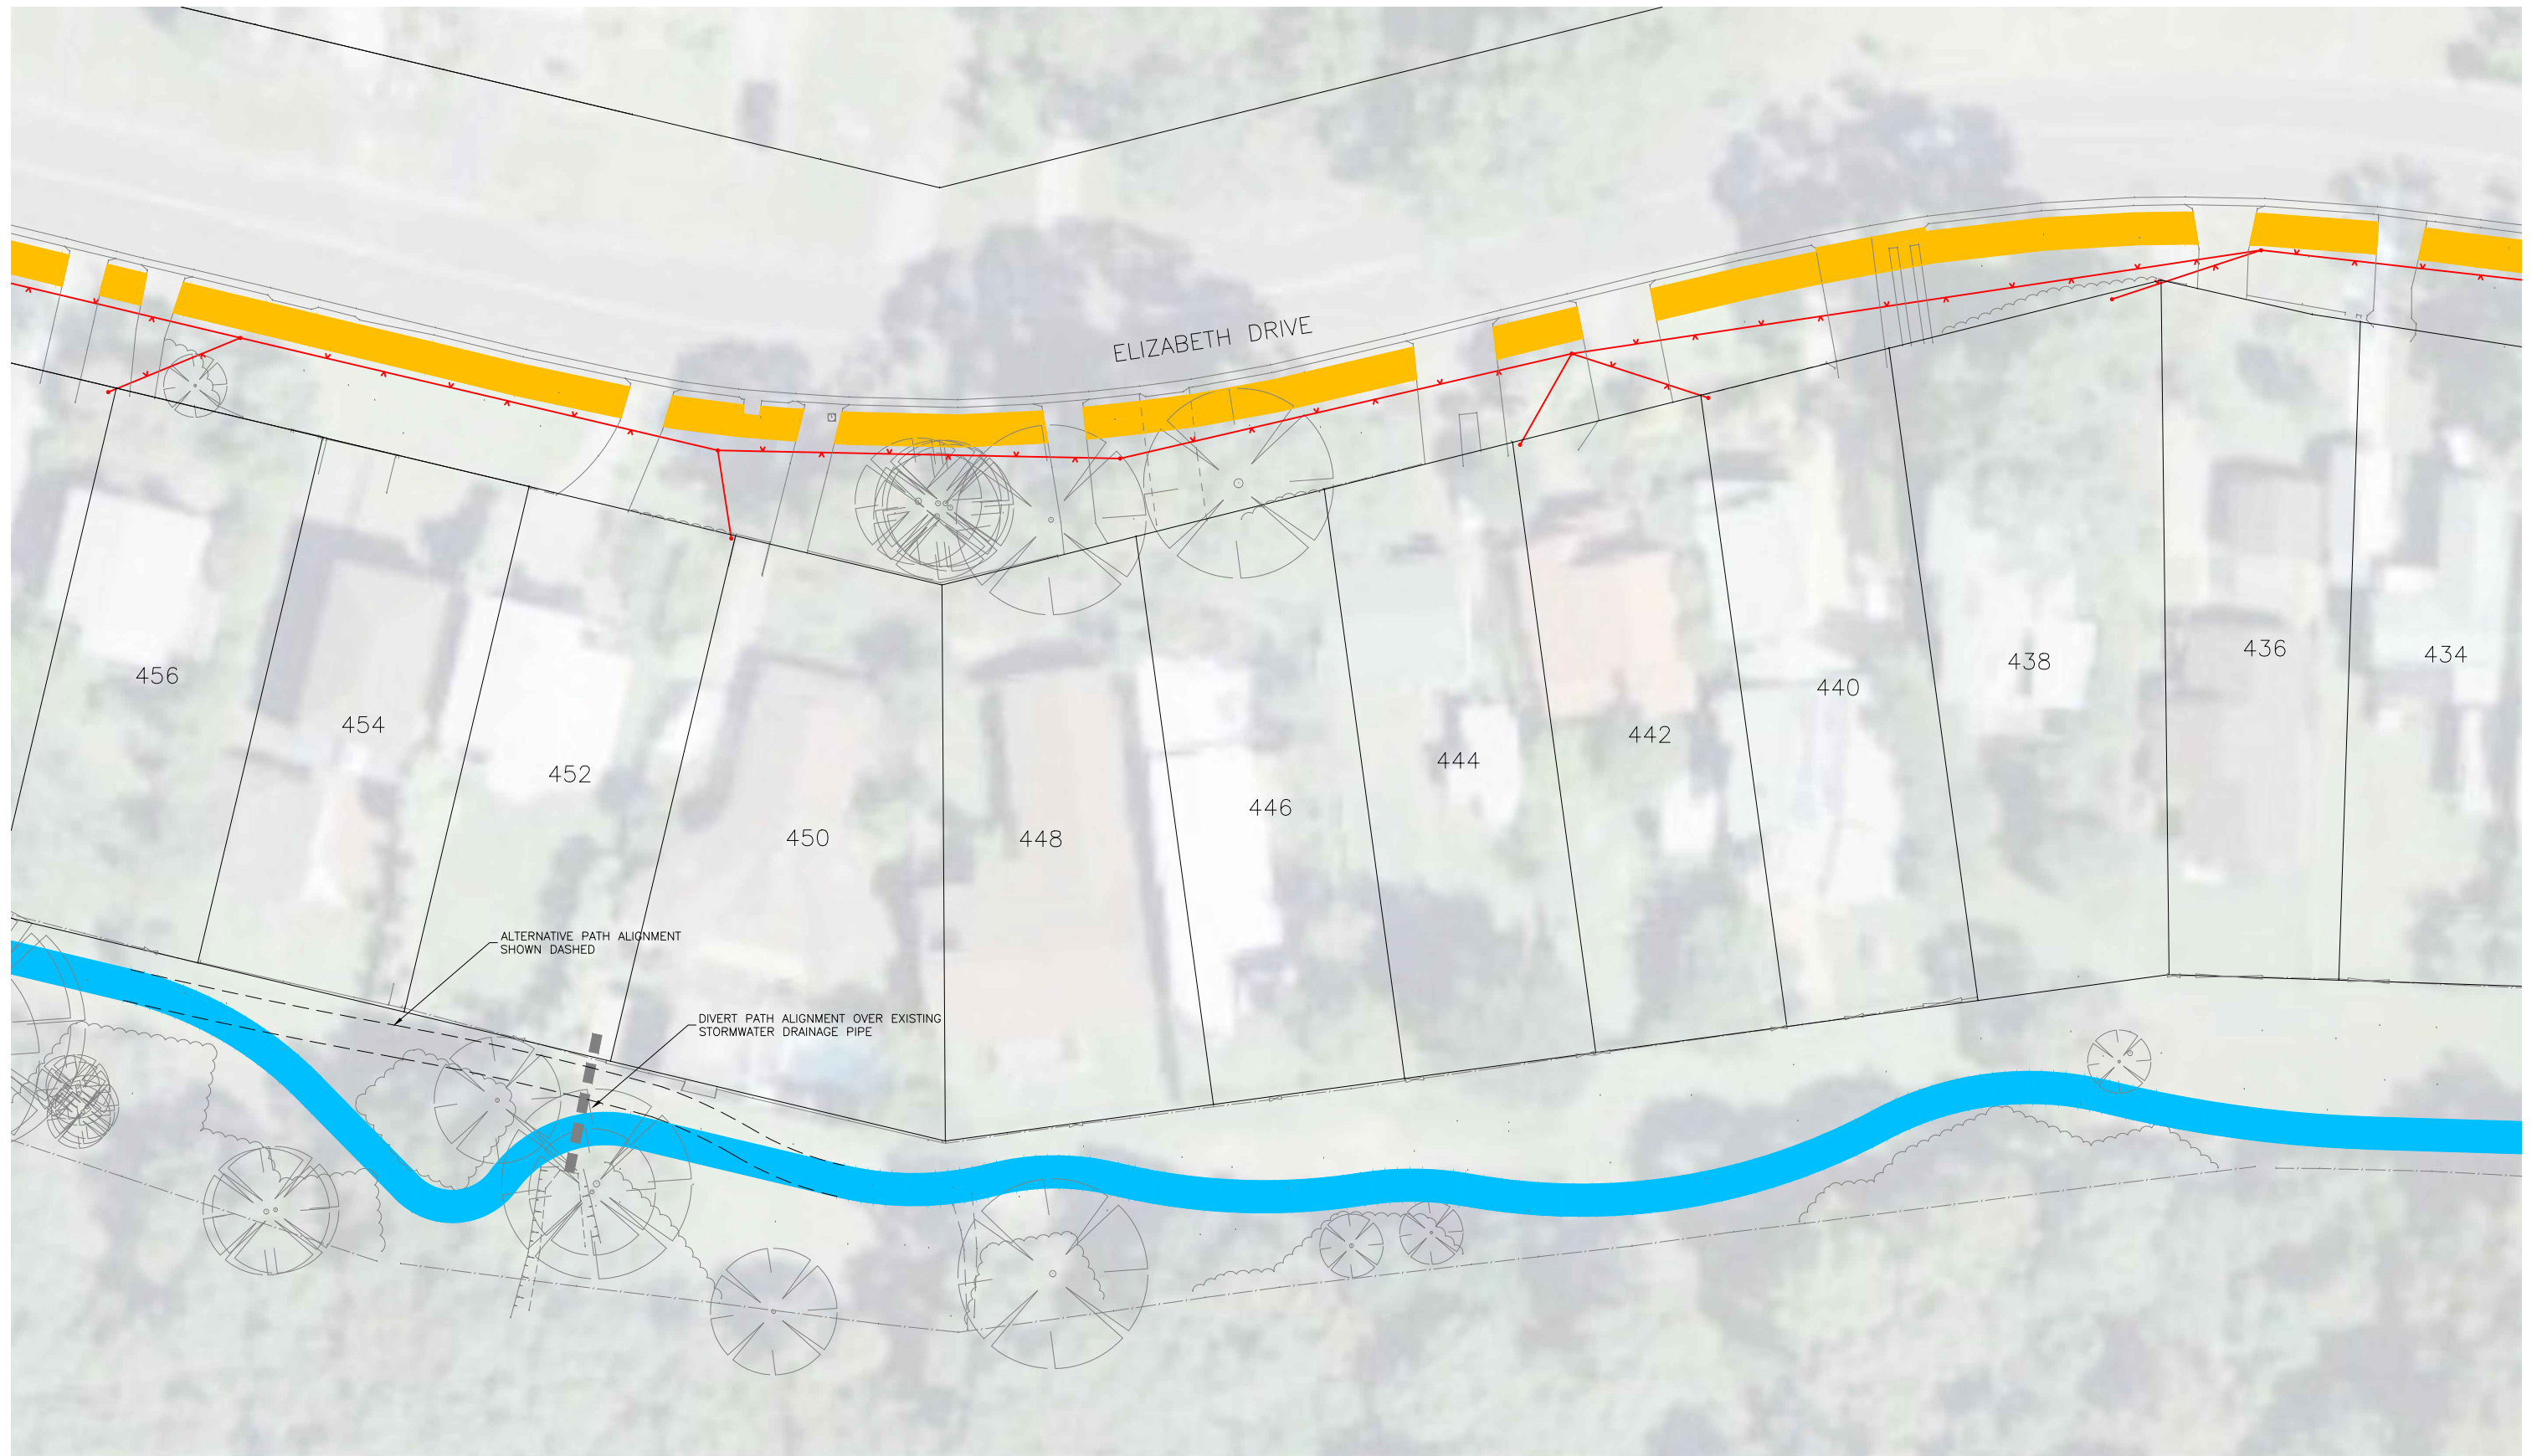 ELIZABETH DRIVE
456
454
452
450
448
446
444
442
440
438
436
434
ALTERNATIVE PATH ALIGNMENT
SHOWN DASHED
DIVERT PATH ALIGNMENT OVER EXISTING
STORMWATER DRAINAGE PIPE